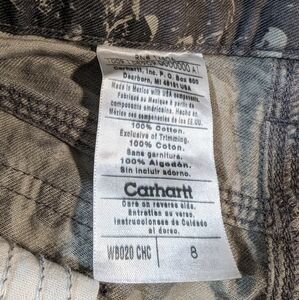 Carhartt, Inc. P.O. Box 600
Dearborn, MI 48121 USA
Made in Mexico with USA components.
Fabriqué au Mexique à partir de
composants américains. Hecho en
México con componentes de los EE.UU.
100% Cotton.
Exclusive of Trimming.
100% Coton.
Sans garniture.
100% Algodón.
Sin incluir adorno.
Carhartt
Care on reverse side.
Entretien au verso.
Instrucciones de Cuidado
al dorso.
WB020 CHC 8